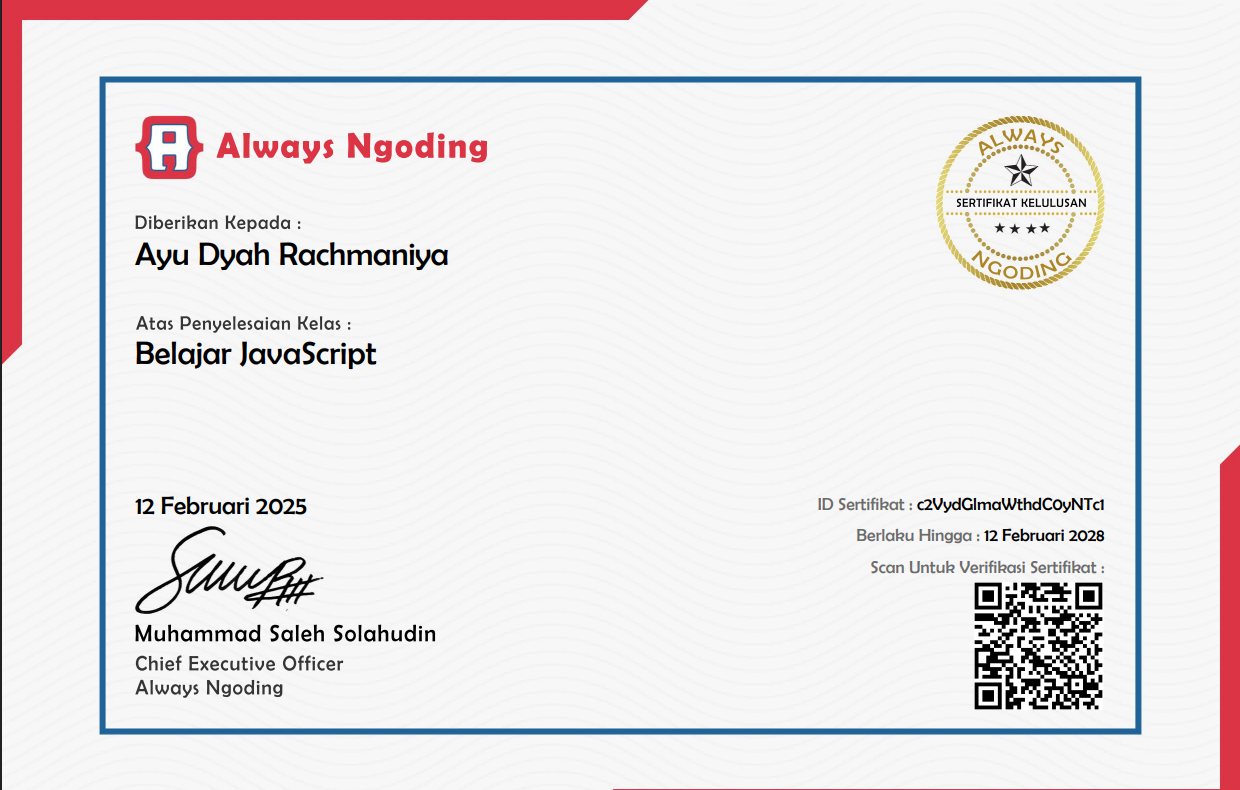 Always Ngoding
ALWAYS
SERTIFIKAT KELULUSAN
NGODING
Diberikan Kepada :
Ayu Dyah Rachmaniya
Atas Penyelesaian Kelas :
Belajar JavaScript
12 Februari 2025
Muhammad Saleh Solahudin
Chief Executive Officer
Always Ngoding
ID Sertifikat : c2VydGlmaWthdC0yNTc1
Berlaku Hingga : 12 Februari 2028
Scan Untuk Verifikasi Sertifikat :